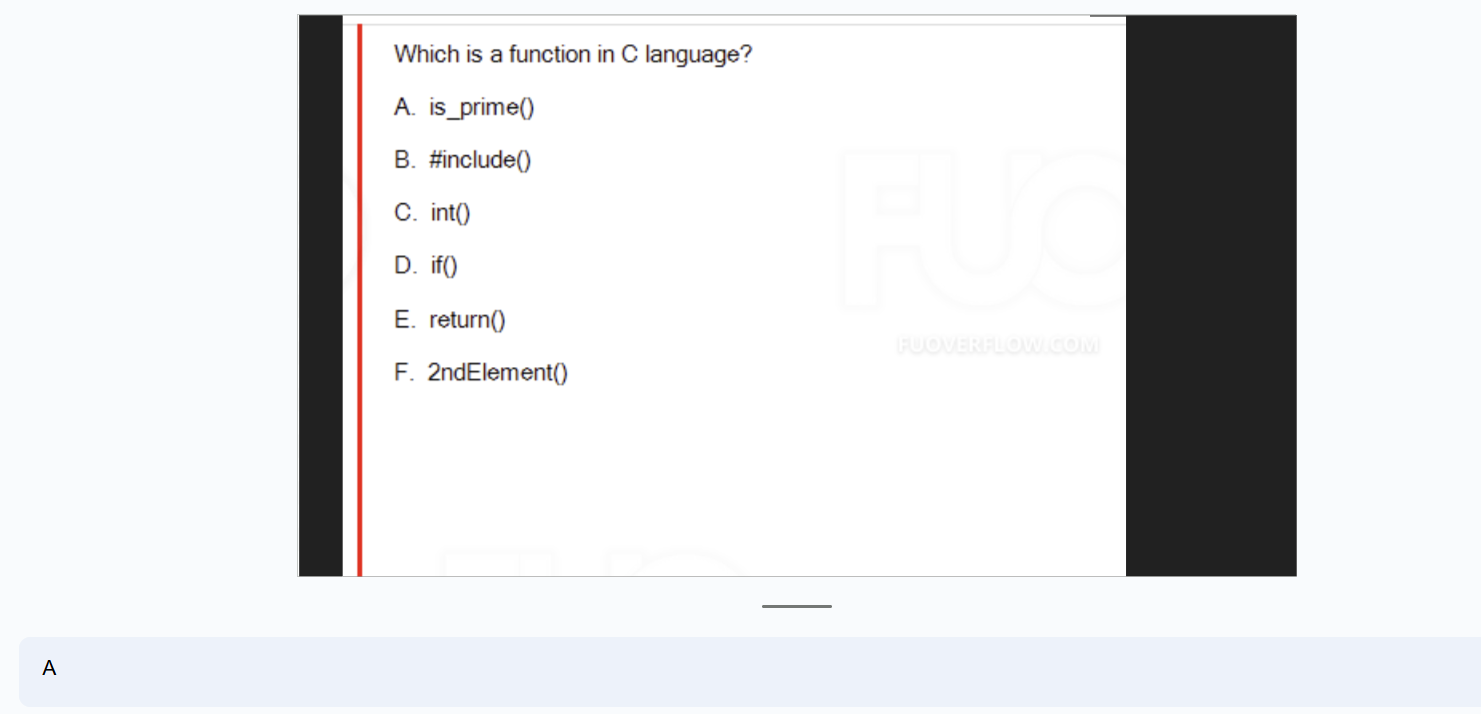 Which is a function in C language?
A. is_prime()
B. #include()
C. int()
D. if()
E. return()
F. 2ndElement()
FUO
FUOVERFLOW.COM
A